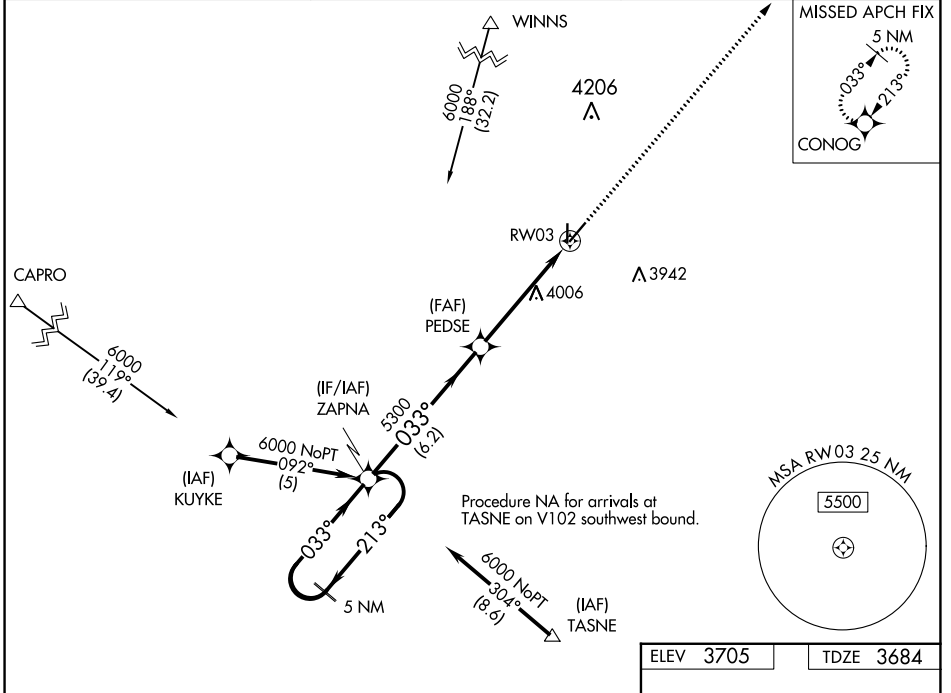 WINNS
6000
188°
(32.2)
4206
MISSED APCH FIX
5 NM
033°
213°
CONOG
RW03
3942
4006
CAPRO
6000
119°
(39.4)
(FAF)
PEDSE
(IF/IAF)
ZAPNA
5300
033°
(6.2)
6000 NoPT
092°
(5)
(IAF)
KUYKE
033°
213°
5 NM
Procedure NA for arrivals at
TASNE on V102 southwest bound.
6000 NoPT
304°
(8.6)
(IAF)
TASNE
MSA RW03 25 NM
5500
ELEV 3705
TDZE 3684